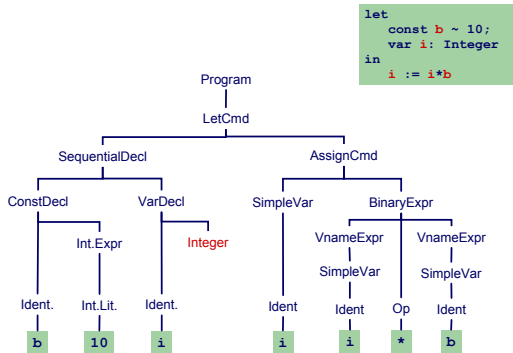 let
const b ~ 10;
var i: Integer
in
i := i*b
Program
LetCmd
SequentialDecl AssignCmd
ConstDecl VarDecl SimpleVar BinaryExpr
Int.Expr Integer VnameExpr VnameExpr
SimpleVar SimpleVar
Ident. Int.Lit. Ident. Ident Ident Op Ident
b 10 i i i * b